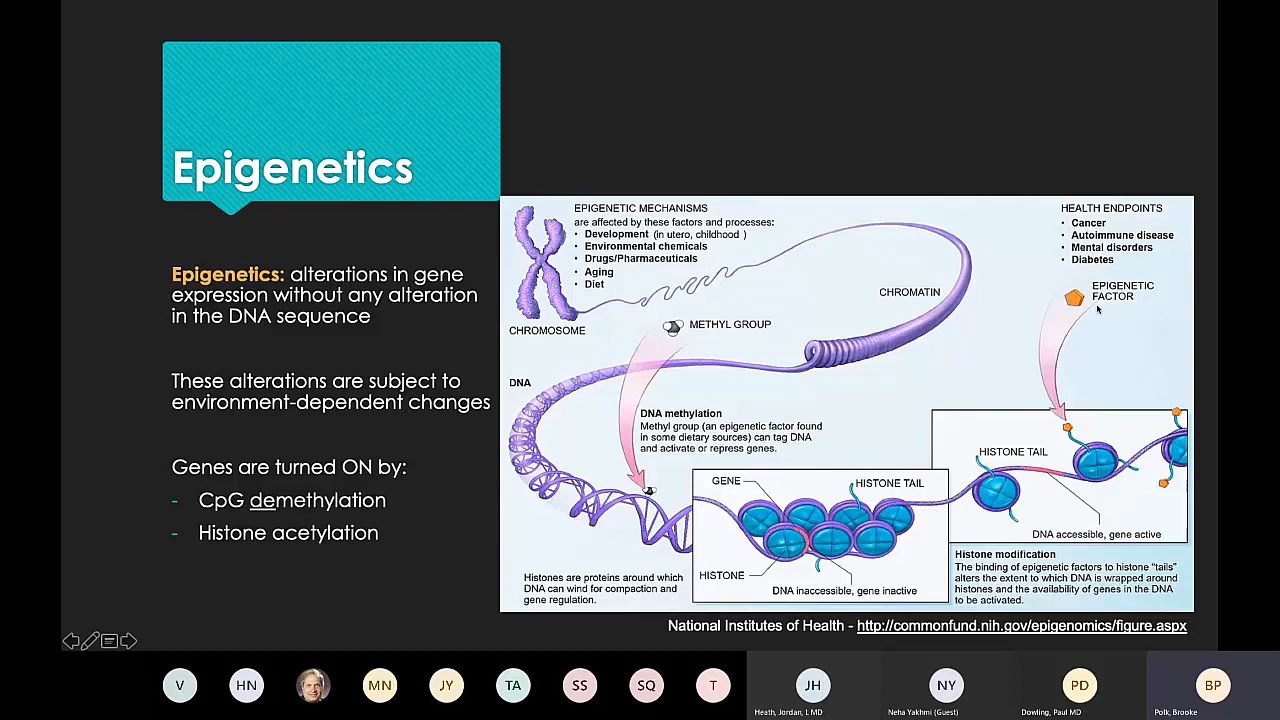 Epigenetics
Epigenetics: alterations in gene
expression without any alteration
in the DNA sequence
These alterations are subject to
environment-dependent changes
Genes are turned ON by:
- CpG demethylation
- Histone acetylation
EPIGENETIC MECHANISMS
are affected by these factors and processes:
• Development (in utero, childhood )
• Environmental chemicals
• Drugs/Pharmaceuticals
• Aging
• Diet
CHROMOSOME
METHYL GROUP
CHROMATIN
HEALTH ENDPOINTS
• Cancer
• Autoimmune disease
• Mental disorders
• Diabetes
EPIGENETIC
FACTOR
DNA
DNA methylation
Methyl group (an epigenetic factor found
in some dietary sources) can tag DNA
and activate or repress genes.
HISTONE TAIL
DNA accessible, gene active
GENE
HISTONE TAIL
HISTONE
DNA inaccessible, gene inactive
Histones are proteins around which
DNA can wind for compaction and
gene regulation.
Histone modification
The binding of epigenetic factors to histone “tails”
alters the extent to which DNA is wrapped around
histones and the availability of genes in the DNA
to be activated.
National Institutes of Health - http://commonfund.nih.gov/epigenomics/figure.aspx
V
HN
MN
JY
TA
SS
SQ
T
JH
NY
PD
BP
Heath, Jordan, L MD
Neha Yakhmi (Guest)
Dowling, Paul MD
Polk, Brooke